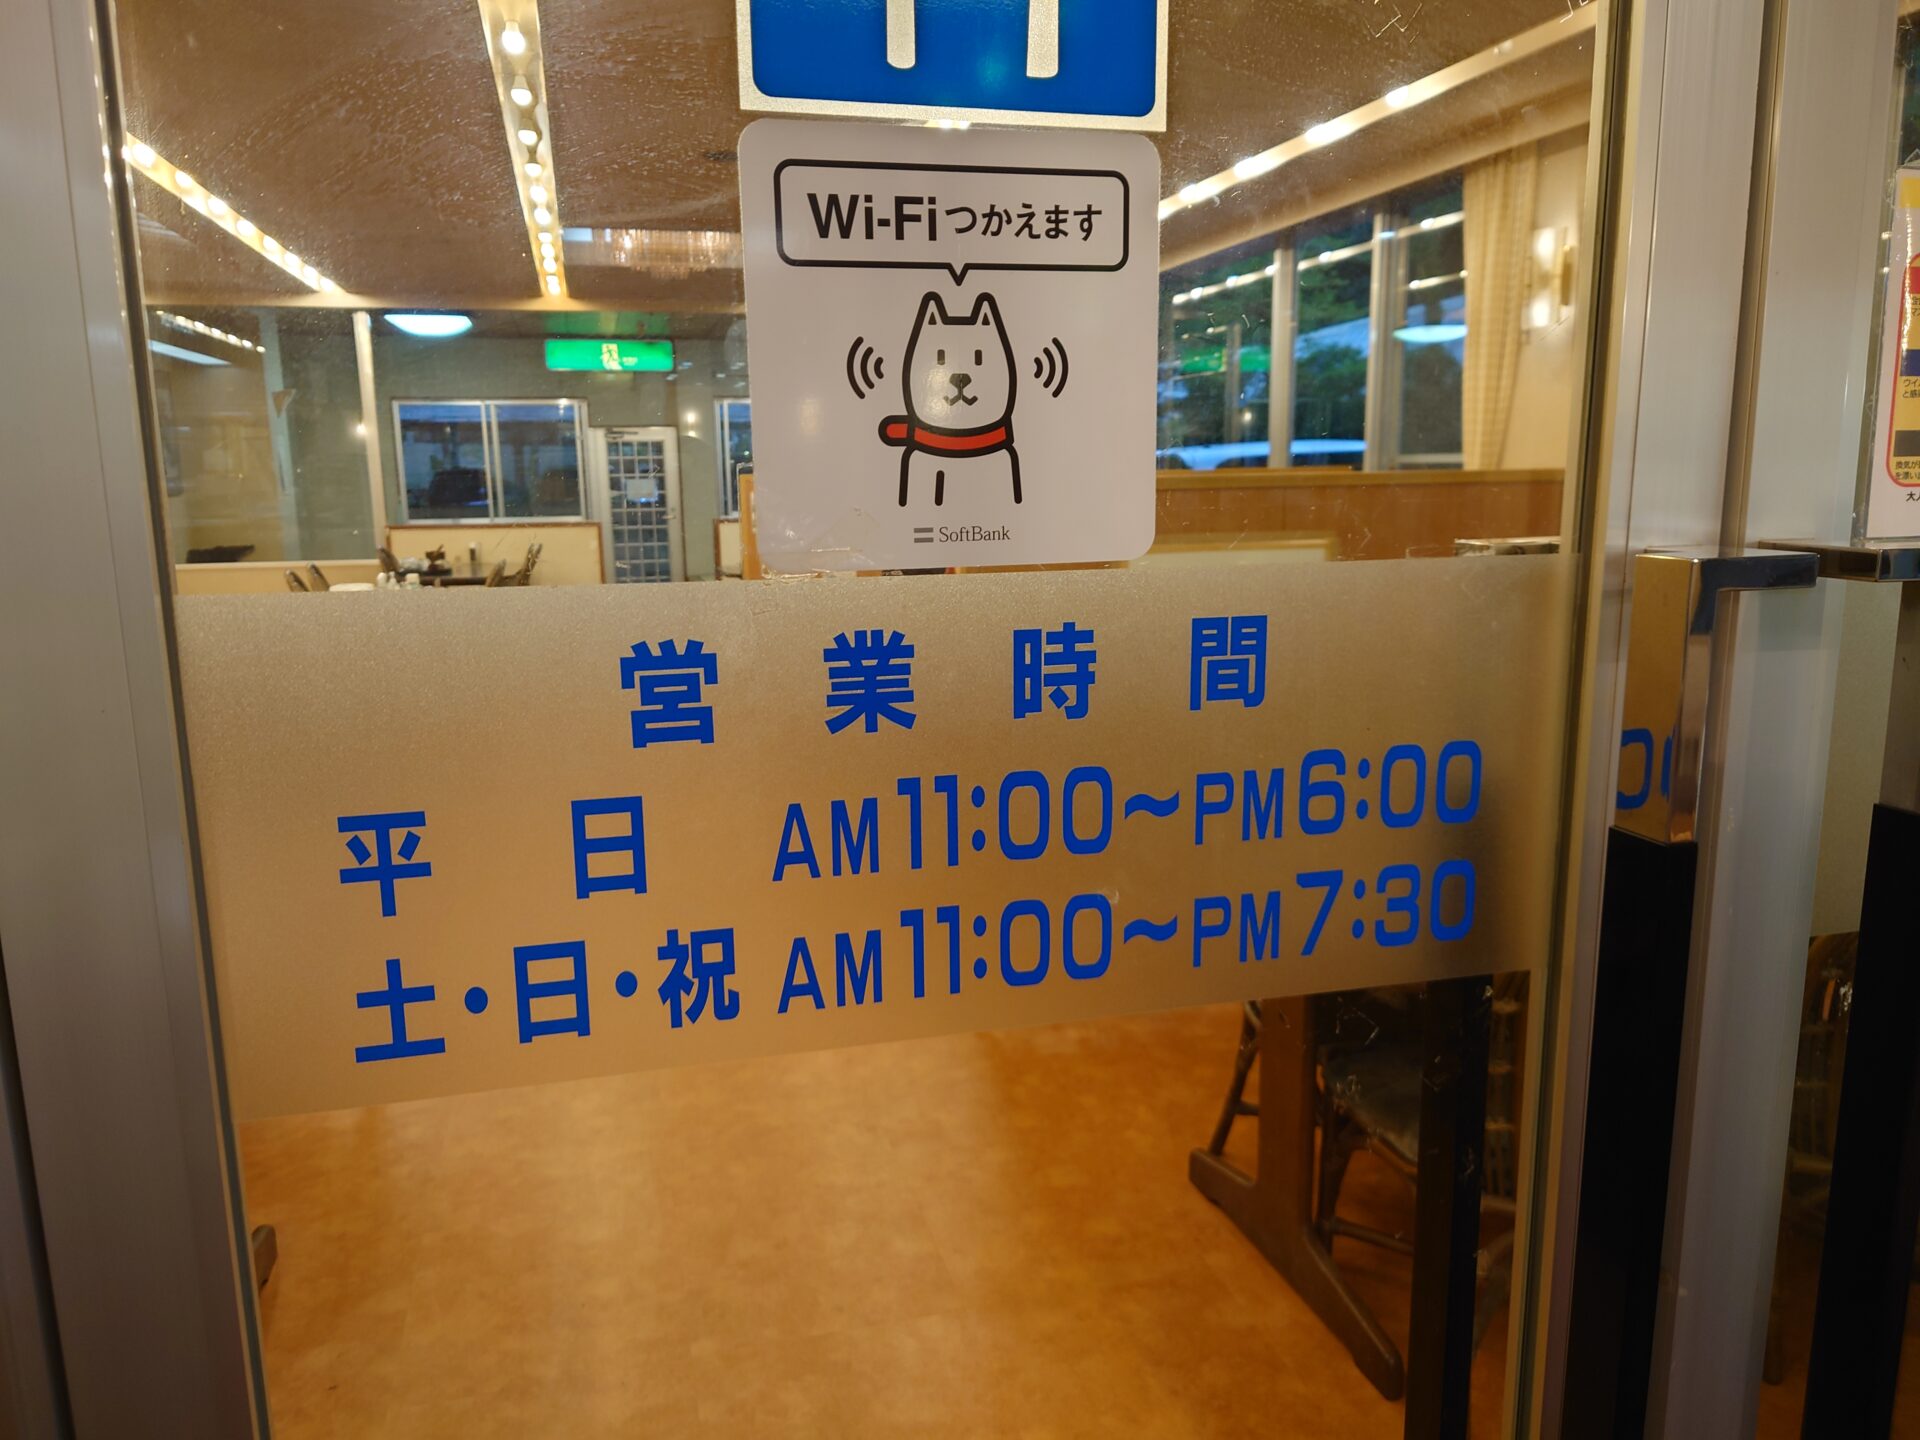 Wi-Fiつかえます
SoftBank
営業時間
平日 AM11:00~PM6:00
土・日・祝 AM11:00~PM7:30